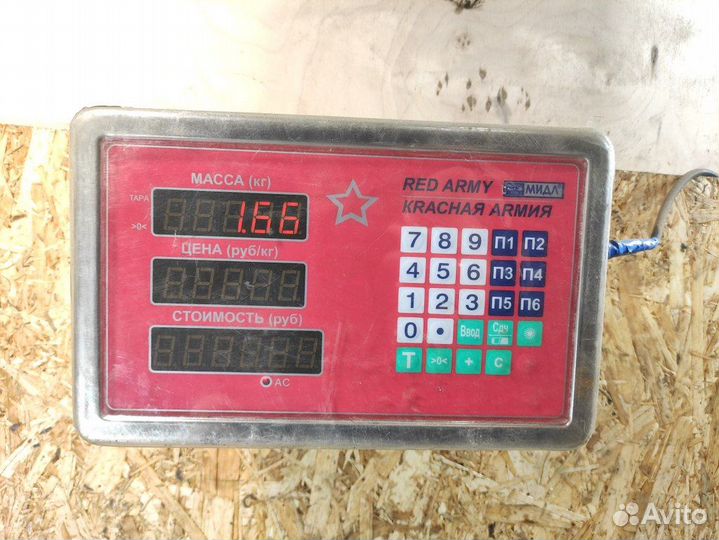 МАССА (кг)
ТАРА
>0<
1.66
ЦЕНА (руб/кг)
СТОИМОСТЬ (руб)
AC
RED ARMY МИДЛ
KRACHAЯ ARMИЯ
7 8 9 П1 П2
4 5 6 П3 П4
1 2 3 П5 П6
0 • Ввод Сдч
T >0< + C
Avito